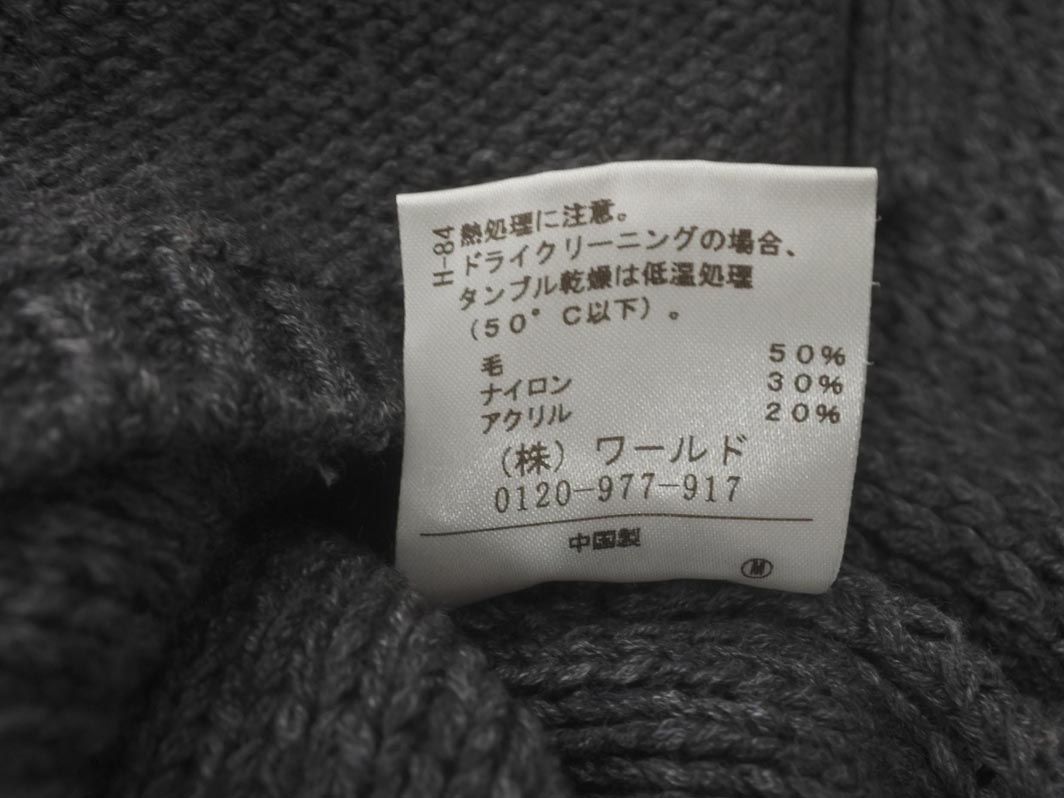 H-84
熱処理に注意。
ドライクリーニングの場合、
タンブル乾燥は低温処理
（50°C以下）。
毛 50%
ナイロン 30%
アクリル 20%
（株）ワールド
0120-977-917
中国製
M